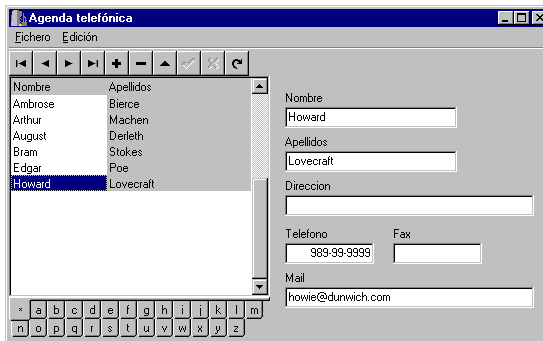 Agenda telefónica
Fichero Edición
Nombre Apellidos
Ambrose Bierce
Arthur Machen
August Derleth
Bram Stokes
Edgar Poe
Howard Lovecraft
* a b c d e f g h i j k l m
n o p q r s t u v w x y z
Nombre
Howard
Apellidos
Lovecraft
Direccion
Telefono Fax
989-99-9999
Mail
howie@dunwich.com